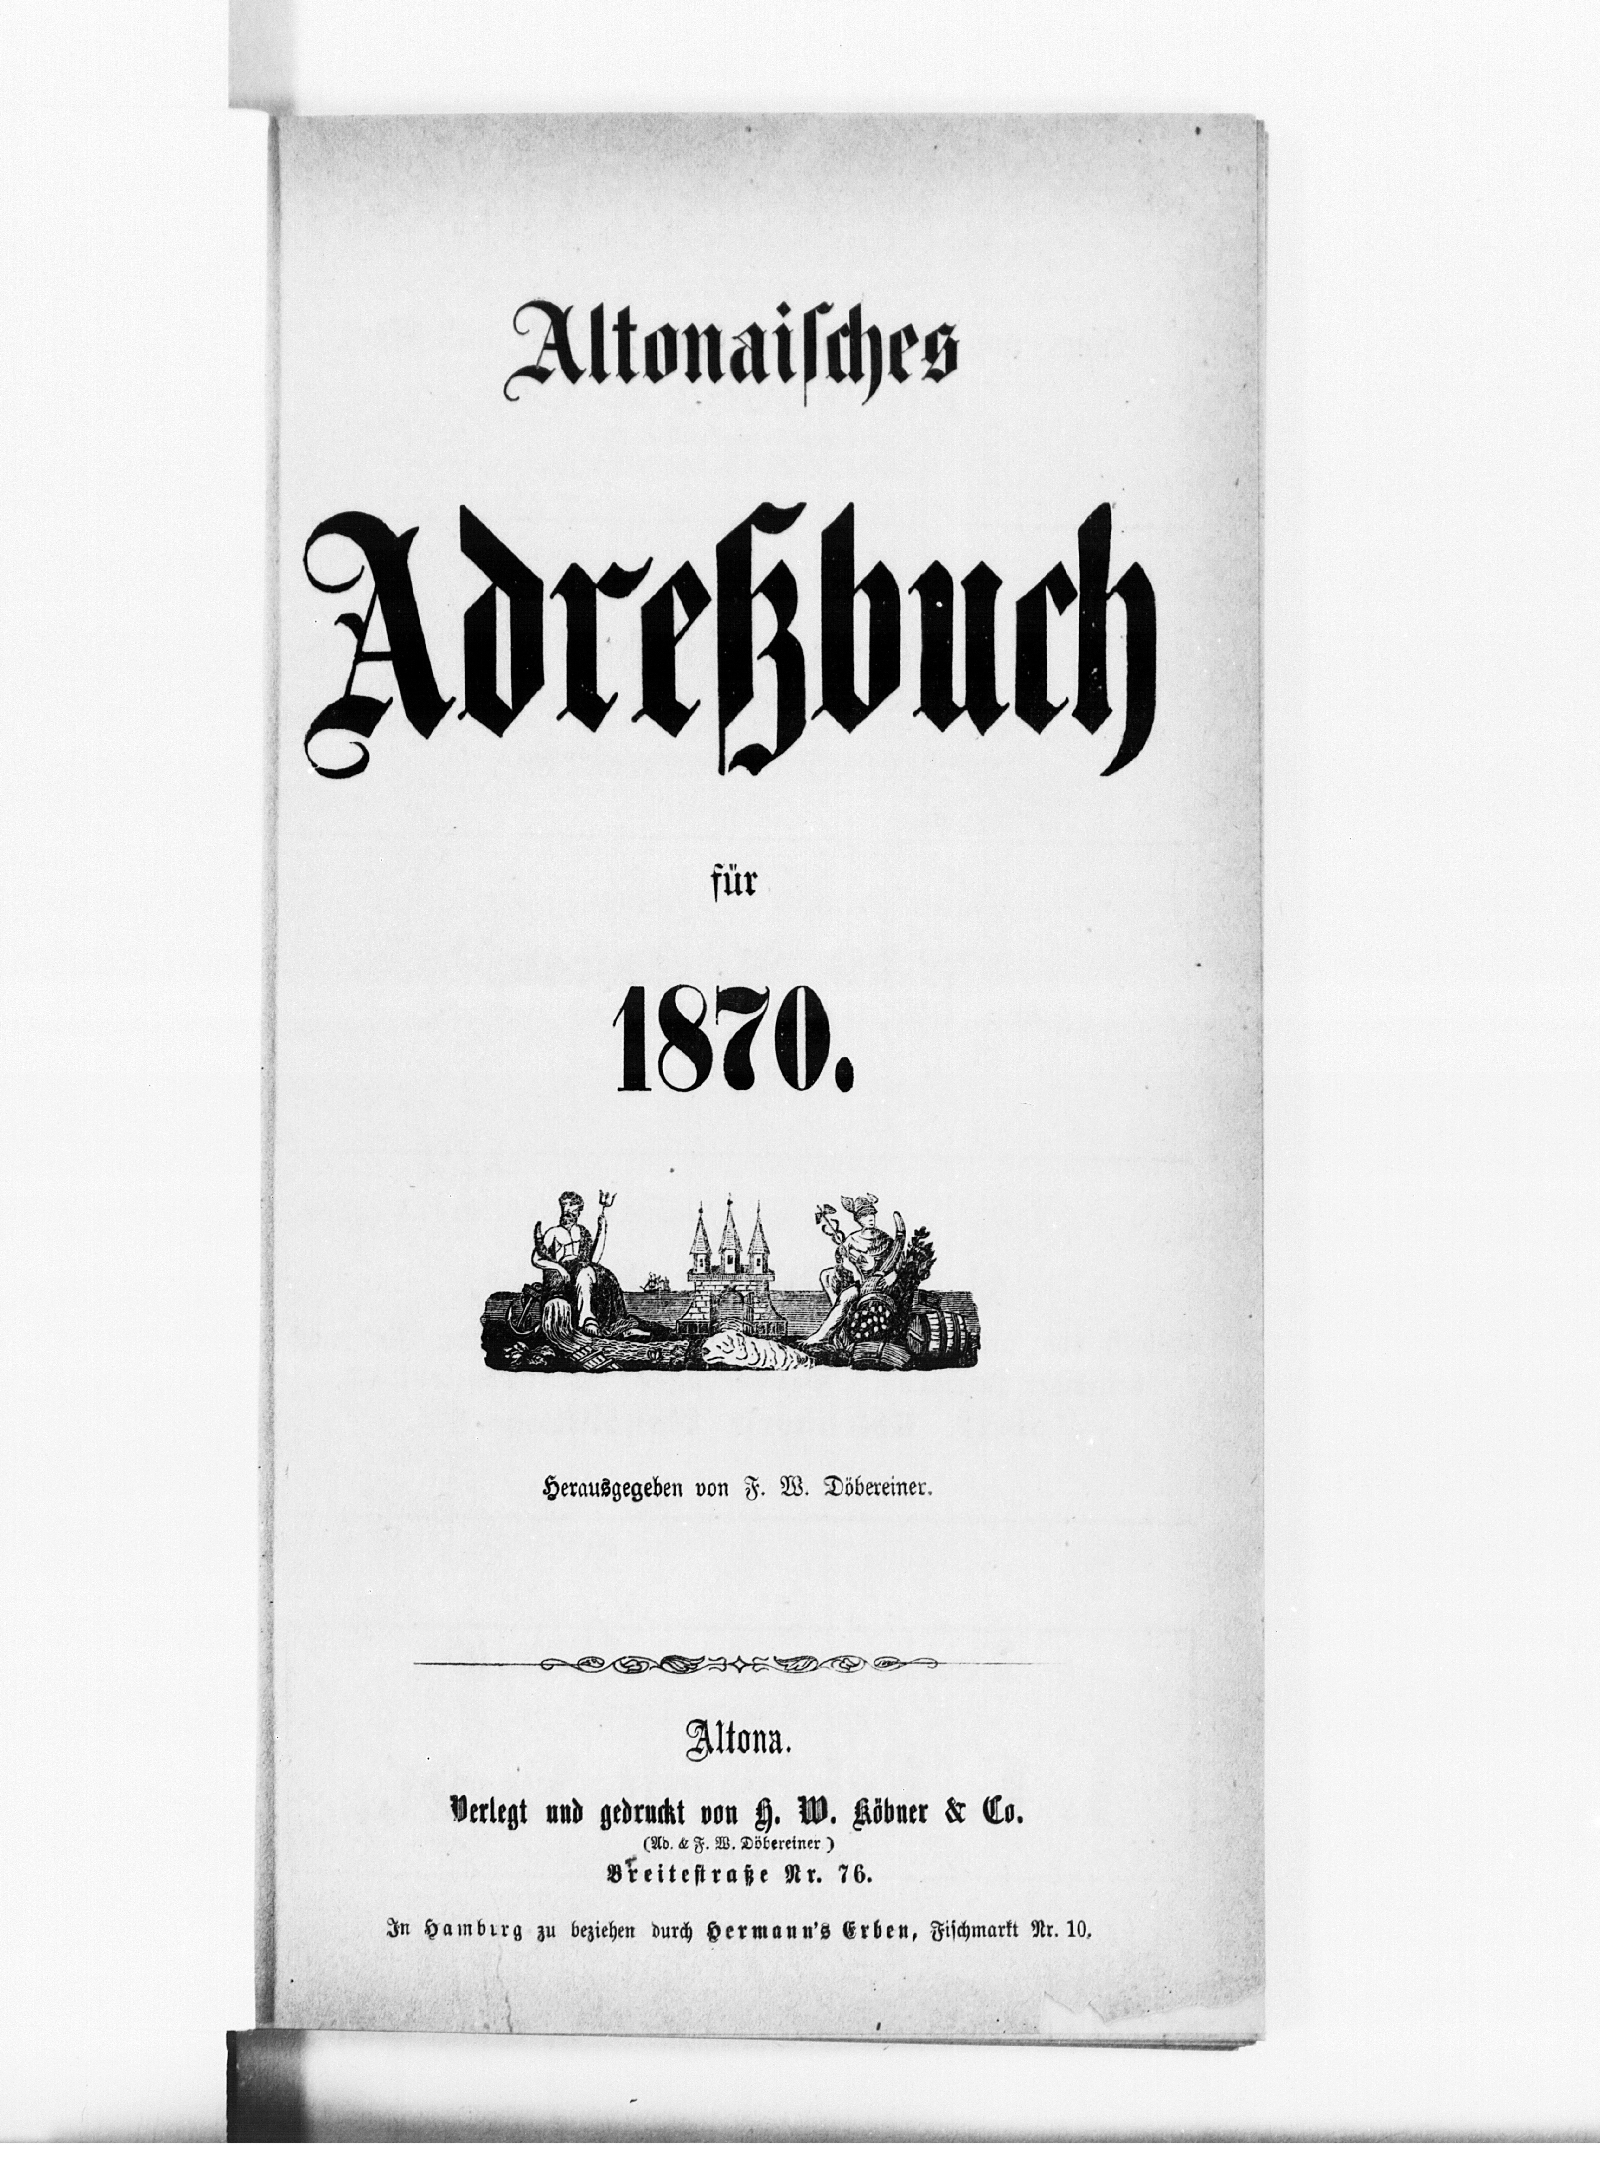 Altonaisches
Adreßbuch
für
1870.
Herausgegeben von F. W. Döbereiner.
Altona.
Verlegt und gedruckt von H. W. Köbner & Co.
(Ad. & F. W. Döbereiner)
Breitestraße Nr. 76.
In Hamburg zu beziehen durch Hermann's Erben, Fischmarkt Nr. 10.